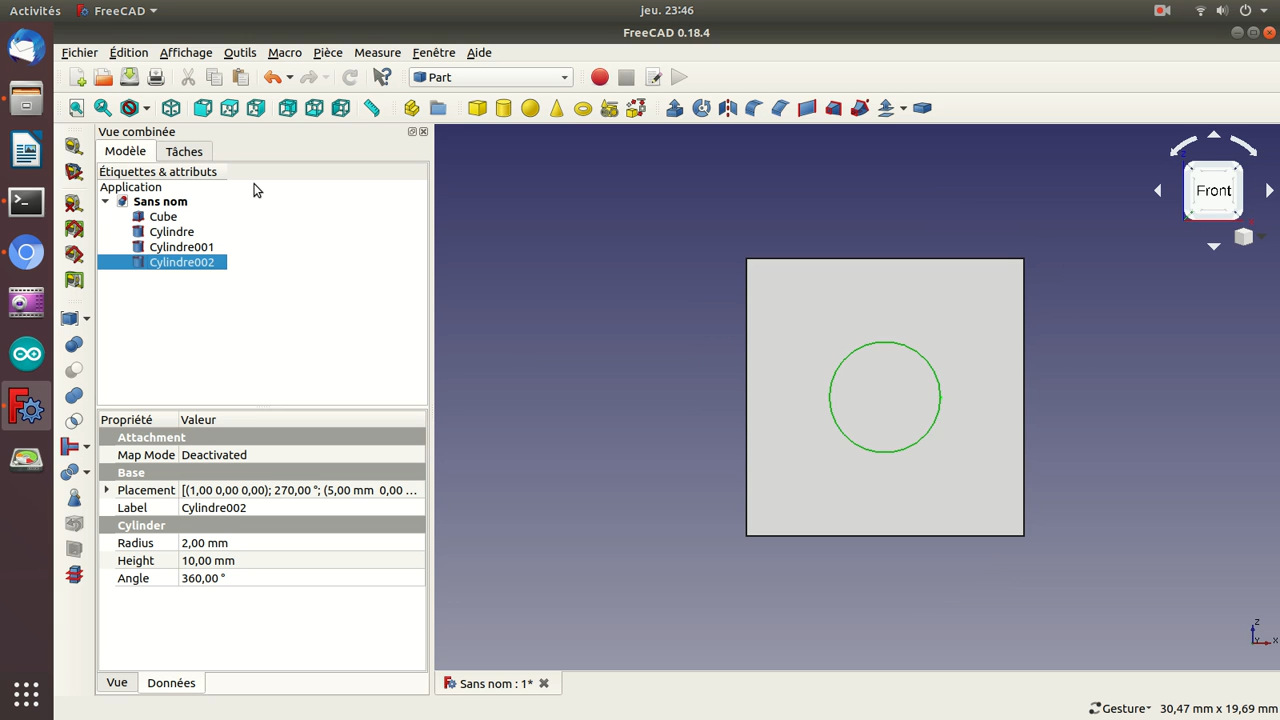 Activités FreeCAD jeu. 23:46
FreeCAD 0.18.4
Fichier Édition Affichage Outils Macro Pièce Measure Fenêtre Aide
Part
Vue combinée
Modèle Tâches
Étiquettes & attributs
Application
Sans nom
Cube
Cylindre
Cylindre001
Cylindre002
Front
Propriété Valeur
Attachment
Map Mode Deactivated
Base
Placement [(1,00 0,00 0,00); 270,00 °; (5,00 mm 0,00 ...
Label Cylindre002
Cylinder
Radius 2,00 mm
Height 10,00 mm
Angle 360,00 °
Z
Y X
Vue Données
Sans nom : 1*
Gesture 30,47 mm x 19,69 mm